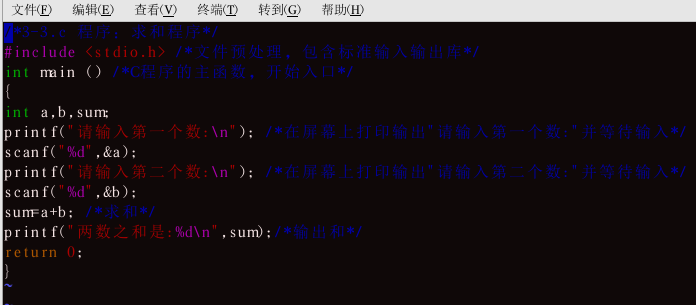 文件(F) 编辑(E) 查看(V) 终端(T) 转到(G) 帮助(H)
/*3-3.c 程序：求和程序*/
#include <stdio.h> /*文件预处理，包含标准输入输出库*/
int main () /*C程序的主函数，开始入口*/
{
int a,b,sum;
printf("请输入第一个数:\n"); /*在屏幕上打印输出`请输入第一个数:`并等待输入*/
scanf("%d",&a);
printf("请输入第二个数:\n"); /*在屏幕上打印输出`请输入第二个数:`并等待输入*/
scanf("%d",&b);
sum=a+b; /*求和*/
printf("两数之和是:%d\n",sum);/*输出和*/
return 0;
}
~